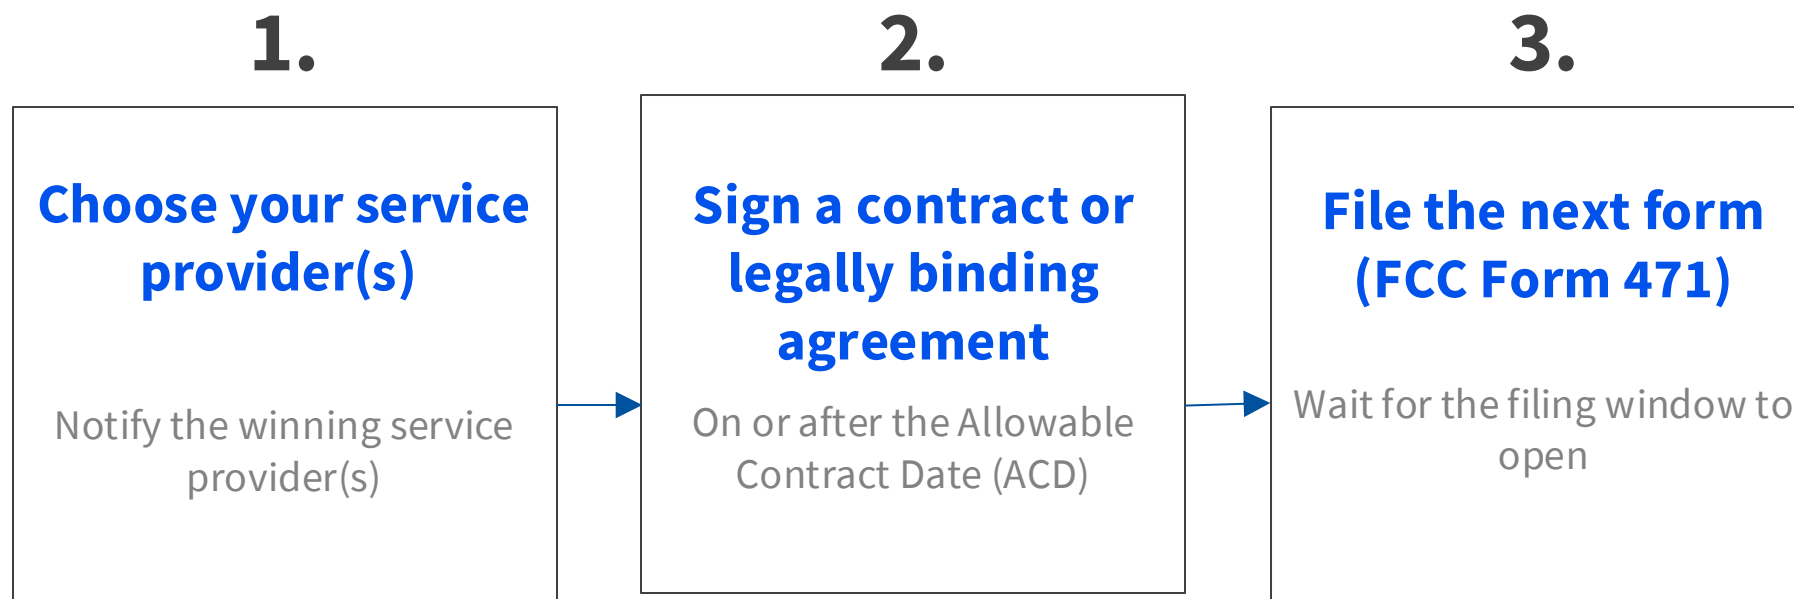 1.
Choose your service
provider(s)
Notify the winning service
provider(s)
2.
Sign a contract or
legally binding
agreement
On or after the Allowable
Contract Date (ACD)
3.
File the next form
(FCC Form 471)
Wait for the filing window to
open